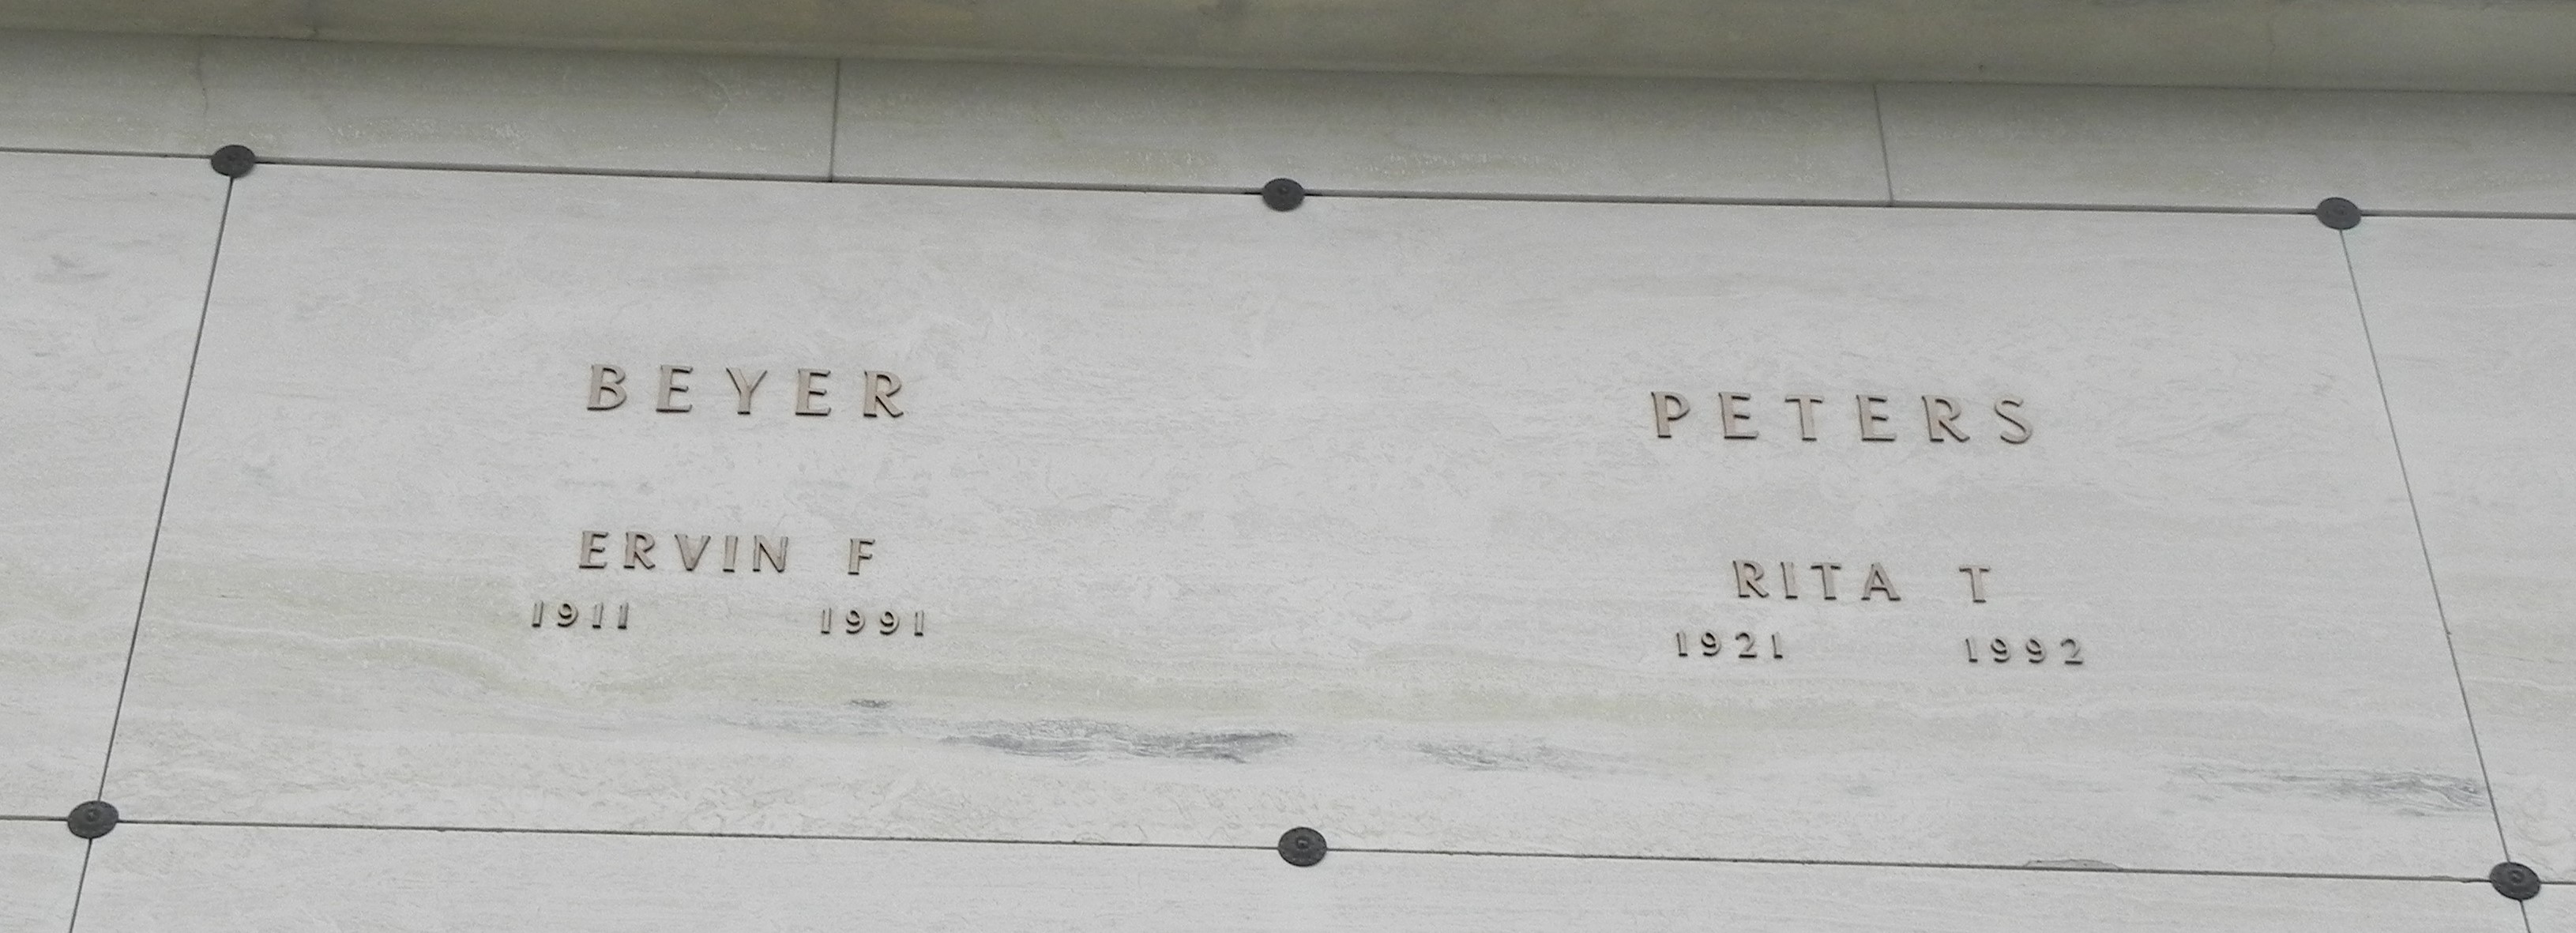 BEYER
ERVIN F
1911 1991
PETERS
RITA T
1921 1992